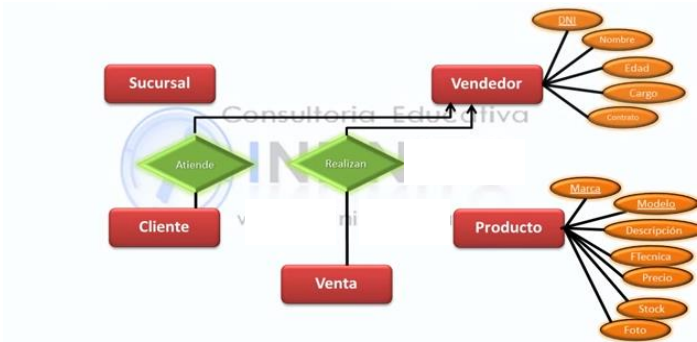 DNI
Nombre
Sucursal
Vendedor
Edad
Cargo
Consultoria Educativa
Contrato
Atiende
Realizan
Marca
Modelo
Cliente
Producto
Descripción
FTecnica
Precio
Venta
Stock
Foto